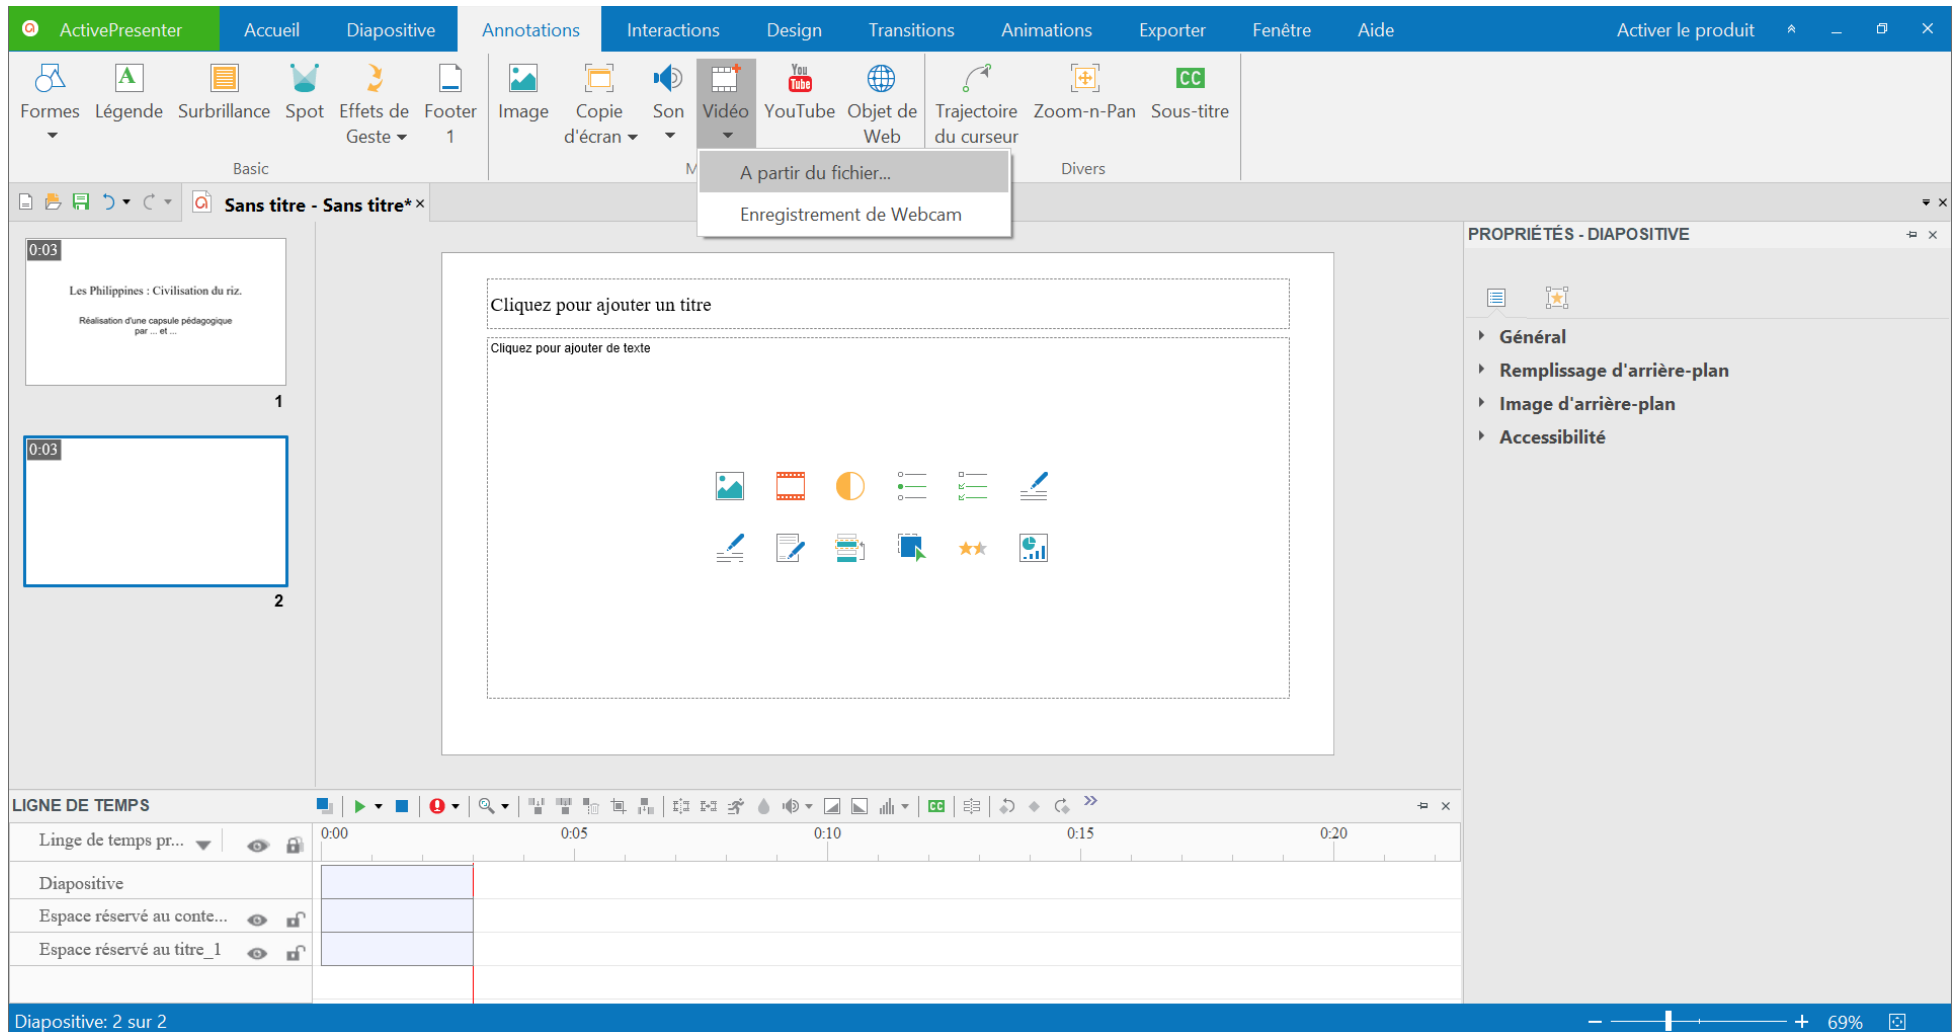 ActivePresenter Accueil Diapositive Annotations Interactions Design Transitions Animations Exporter Fenêtre Aide Activer le produit
A You Tube CC
Formes Légende Surbrillance Spot Effets de Geste Footer 1 Image Copie d'écran Son Vidéo YouTube Objet de Web Trajectoire du curseur Zoom-n-Pan Sous-titre
Basic M Divers
A partir du fichier...
Enregistrement de Webcam
Sans titre - Sans titre*
PROPRIÉTÉS - DIAPOSITIVE
0:03
Les Philippines : Civilisation du riz.
Réalisation d'une capsule pédagogique
par ... et ...
1
0:03
2
Cliquez pour ajouter un titre
Cliquez pour ajouter de texte
Général
Remplissage d'arrière-plan
Image d'arrière-plan
Accessibilité
LIGNE DE TEMPS
CC
Linge de temps pr... 0:00 0:05 0:10 0:15 0:20
Diapositive
Espace réservé au conte...
Espace réservé au titre_1
Diapositive: 2 sur 2 69%